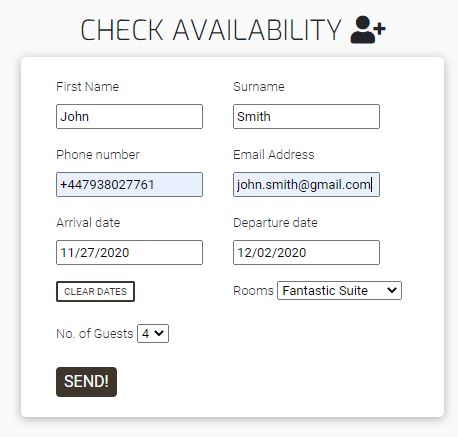 CHECK AVAILABILITY
First Name Surname
John Smith
Phone number Email Address
+447938027761 john.smith@gmail.com
Arrival date Departure date
11/27/2020 12/02/2020
CLEAR DATES Rooms Fantastic Suite
No. of Guests 4
SEND!